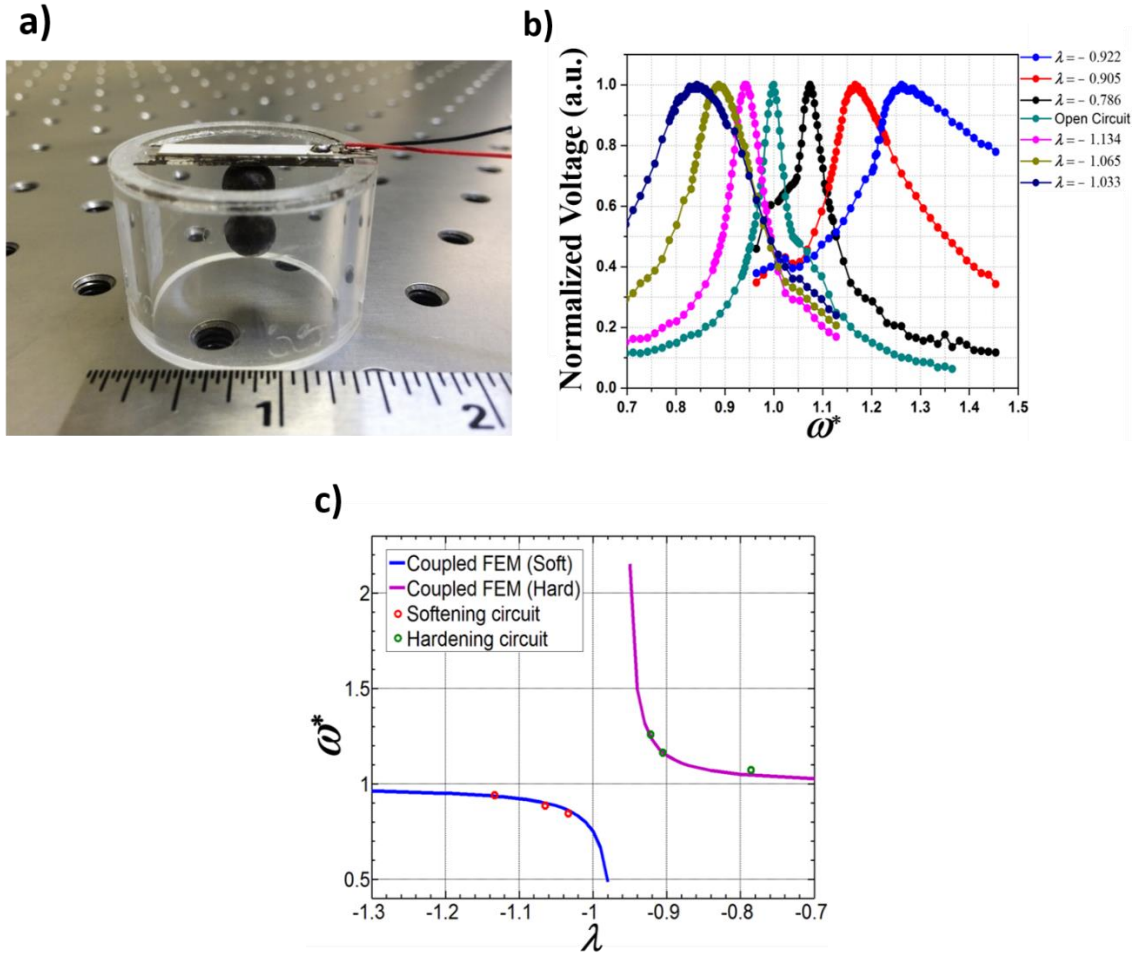 a)
1
2
b)
Normalized Voltage (a.u.)
1.0
0.8
0.6
0.4
0.2
0.0
0.7 0.8 0.9 1.0 1.1 1.2 1.3 1.4 1.5
ω*
λ = − 0.922
λ = − 0.905
λ = − 0.786
Open Circuit
λ = − 1.134
λ = − 1.065
λ = − 1.033
c)
Coupled FEM (Soft)
Coupled FEM (Hard)
Softening circuit
Hardening circuit
ω*
2
1.5
1
0.5
-1.3 -1.2 -1.1 -1 -0.9 -0.8 -0.7
λ